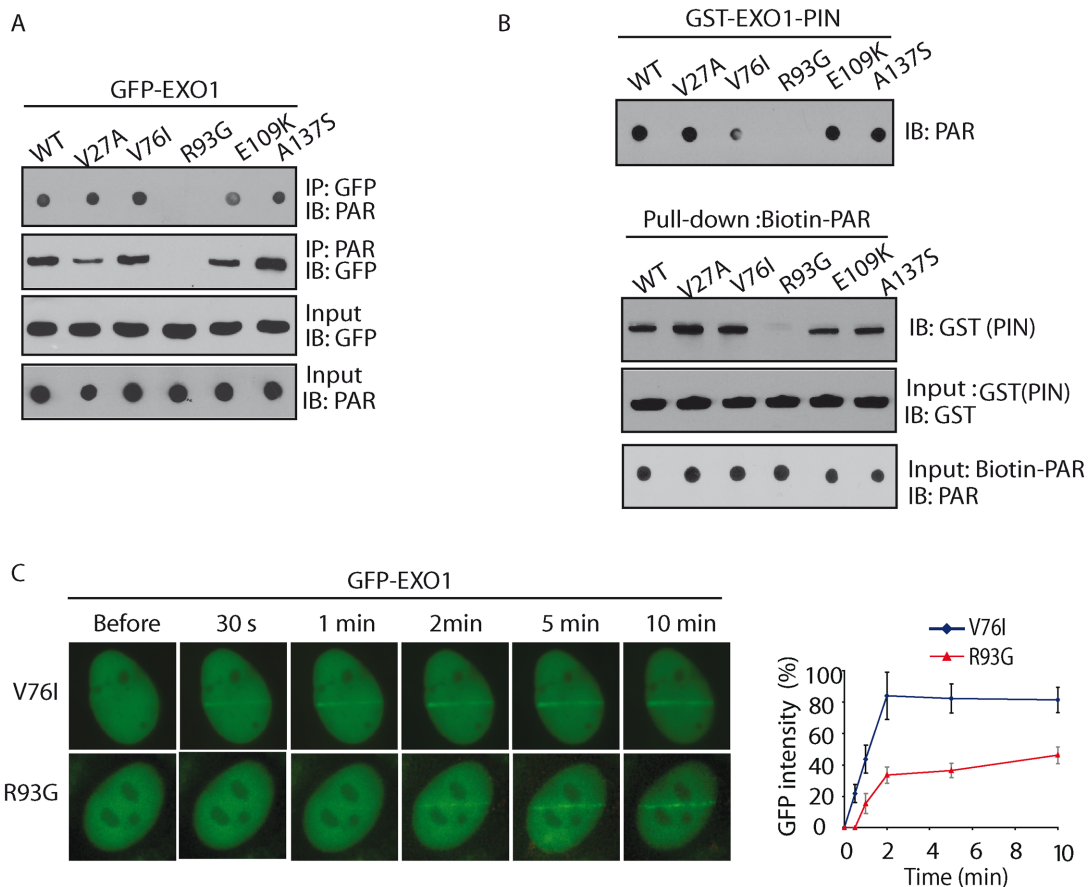 A
GFP-EXO1
WT V27A V76I R93G E109K A137S
IP: GFP
IB: PAR
IP: PAR
IB: GFP
Input
IB: GFP
Input
IB: PAR
B
GST-EXO1-PIN
WT V27A V76I R93G E109K A137S
IB: PAR
Pull-down :Biotin-PAR
WT V27A V76I R93G E109K A137S
IB: GST (PIN)
Input :GST(PIN)
IB: GST
Input: Biotin-PAR
IB: PAR
C
GFP-EXO1
Before 30 s 1 min 2min 5 min 10 min
V76I
R93G
V76I
R93G
GFP intensity (%)
100
80
60
40
20
0
0 2 4 6 8 10
Time (min)